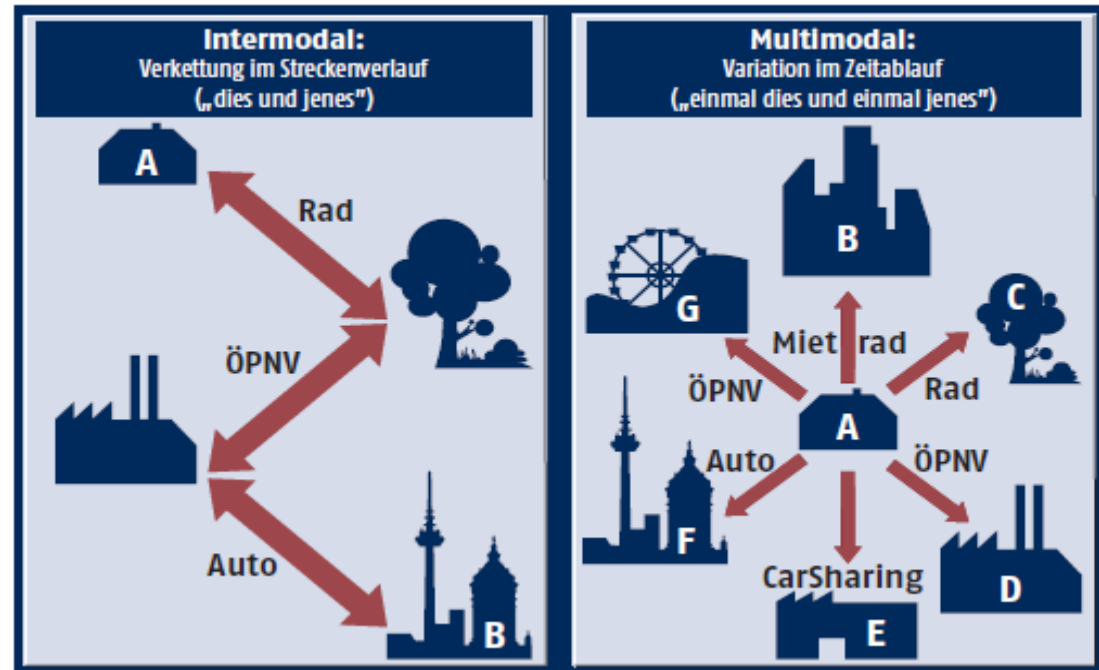 Intermodal:
Verkettung im Streckenverlauf
(„dies und jenes”)
A
Rad
ÖPNV
Auto
B
Multimodal:
Variation im Zeitablauf
(„einmal dies und einmal jenes”)
B
C
G
Mietrad
ÖPNV
Rad
A
Auto
ÖPNV
F
CarSharing
D
E